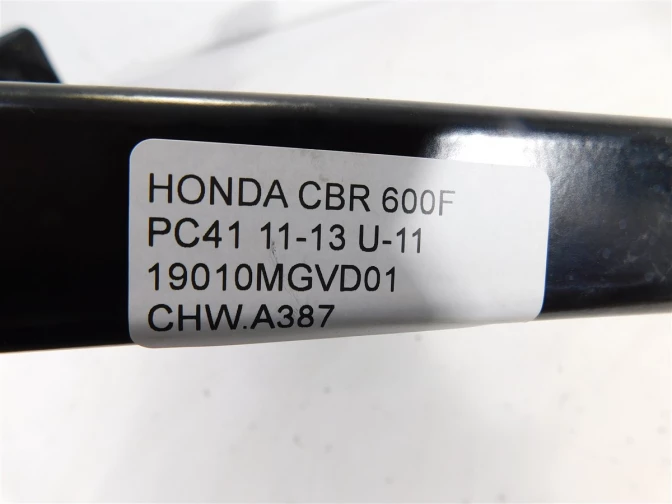 HONDA CBR 600F
PC41 11-13 U-11
19010MGVD01
CHW.A387